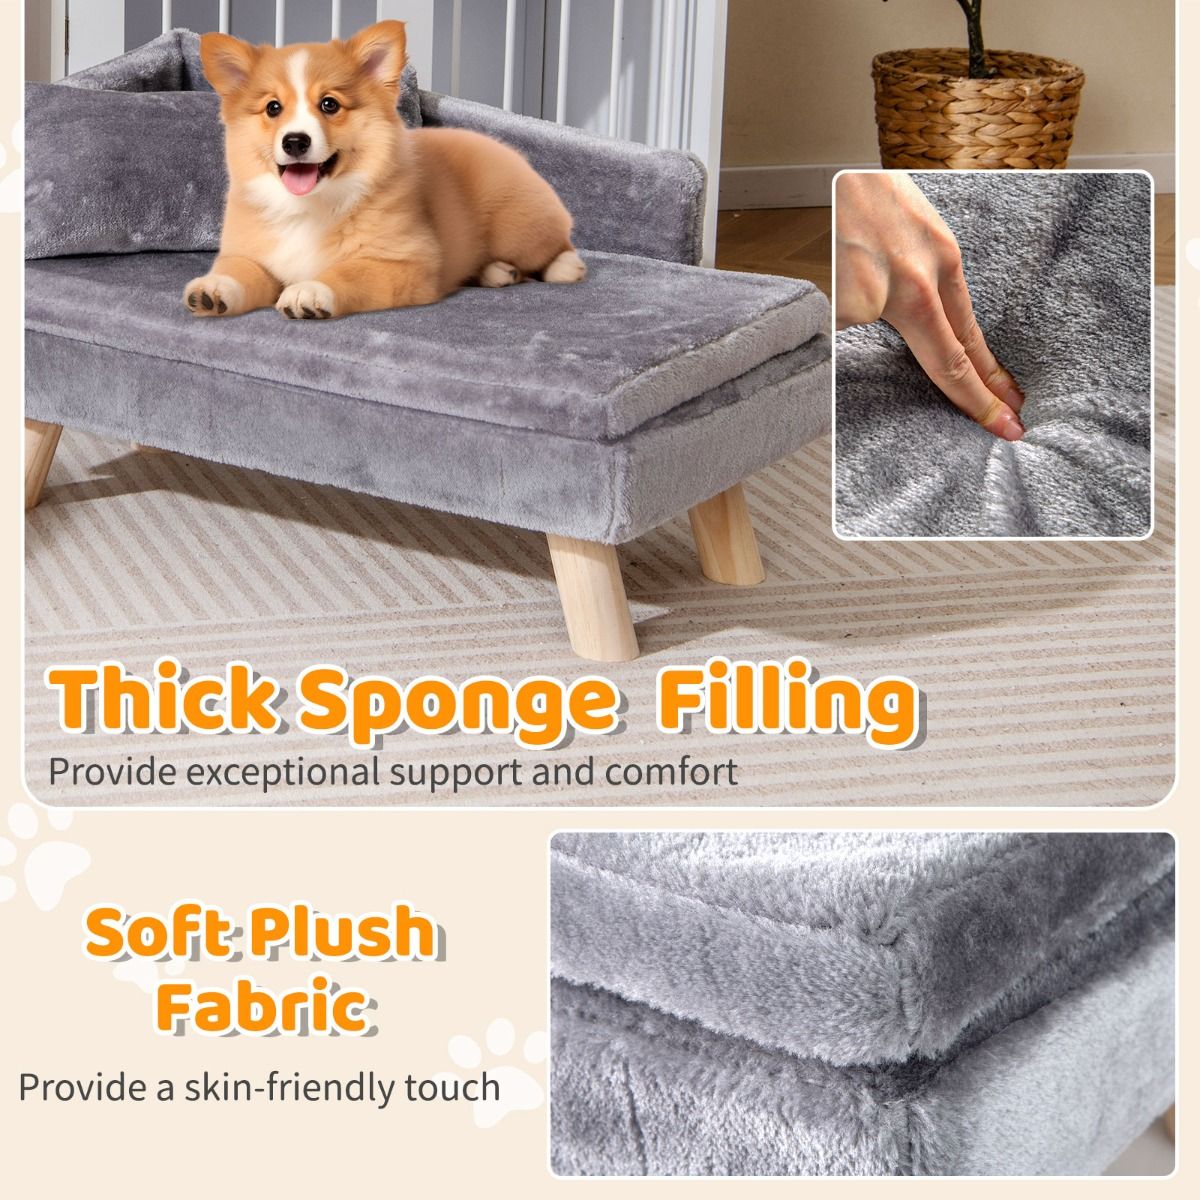 Thick Sponge Filling
Provide exceptional support and comfort
Soft Plush
Fabric
Provide a skin-friendly touch